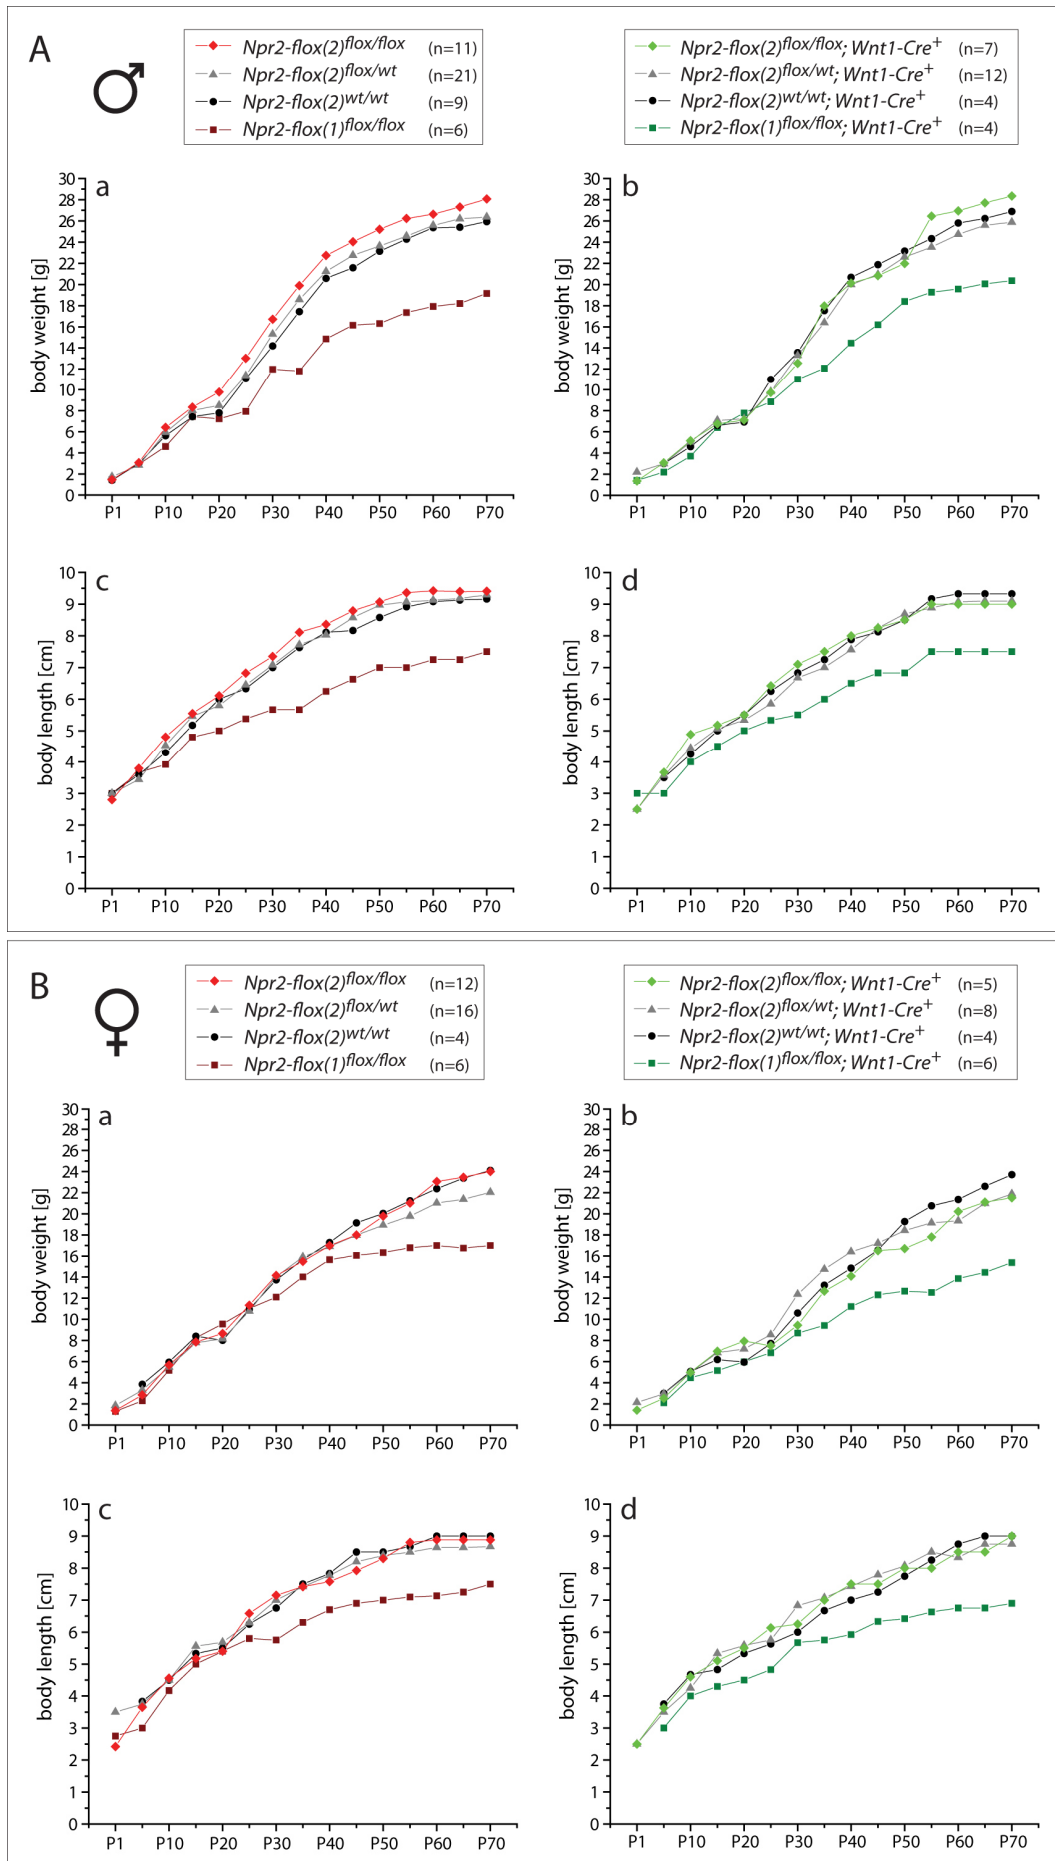 A
♂
Npr2-flox(2)flox/flox (n=11)
Npr2-flox(2)flox/wt (n=21)
Npr2-flox(2)wt/wt (n=9)
Npr2-flox(1)flox/flox (n=6)
Npr2-flox(2)flox/flox; Wnt1-Cre+ (n=7)
Npr2-flox(2)flox/wt; Wnt1-Cre+ (n=12)
Npr2-flox(2)wt/wt; Wnt1-Cre+ (n=4)
Npr2-flox(1)flox/flox; Wnt1-Cre+ (n=4)
a
body weight [g]
30
28
26
24
22
20
18
16
14
12
10
8
6
4
2
0
P1 P10 P20 P30 P40 P50 P60 P70
b
body weight [g]
30
28
26
24
22
20
18
16
14
12
10
8
6
4
2
0
P1 P10 P20 P30 P40 P50 P60 P70
c
body length [cm]
10
9
8
7
6
5
4
3
2
1
0
P1 P10 P20 P30 P40 P50 P60 P70
d
body length [cm]
10
9
8
7
6
5
4
3
2
1
0
P1 P10 P20 P30 P40 P50 P60 P70
B
♀
Npr2-flox(2)flox/flox (n=12)
Npr2-flox(2)flox/wt (n=16)
Npr2-flox(2)wt/wt (n=4)
Npr2-flox(1)flox/flox (n=6)
Npr2-flox(2)flox/flox; Wnt1-Cre+ (n=5)
Npr2-flox(2)flox/wt; Wnt1-Cre+ (n=8)
Npr2-flox(2)wt/wt; Wnt1-Cre+ (n=4)
Npr2-flox(1)flox/flox; Wnt1-Cre+ (n=6)
a
body weight [g]
30
28
26
24
22
20
18
16
14
12
10
8
6
4
2
0
P1 P10 P20 P30 P40 P50 P60 P70
b
body weight [g]
30
28
26
24
22
20
18
16
14
12
10
8
6
4
2
0
P1 P10 P20 P30 P40 P50 P60 P70
c
body length [cm]
10
9
8
7
6
5
4
3
2
1
0
P1 P10 P20 P30 P40 P50 P60 P70
d
body length [cm]
10
9
8
7
6
5
4
3
2
1
0
P1 P10 P20 P30 P40 P50 P60 P70